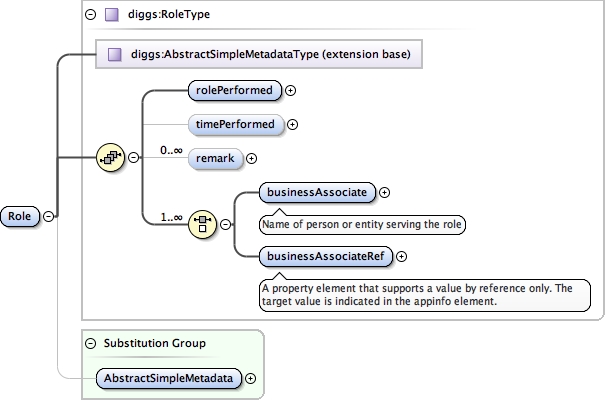 diggs:RoleType
diggs:AbstractSimpleMetadataType (extension base)
rolePerformed
timePerformed
0..∞
remark
Role
1..∞
businessAssociate
Name of person or entity serving the role
businessAssociateRef
A property element that supports a value by reference only. The
target value is indicated in the appinfo element.
Substitution Group
AbstractSimpleMetadata